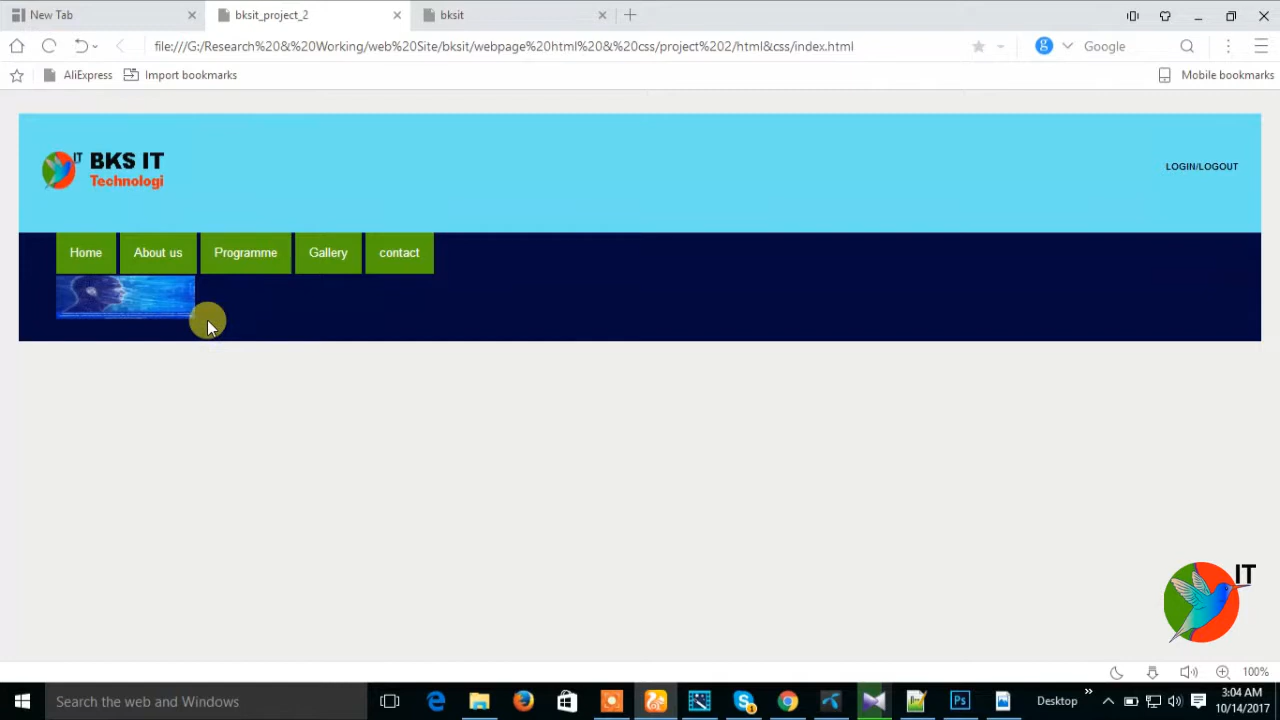 New Tab
bksit_project_2
bksit
file:///G:/Research%20&%20Working/web%20Site/bksit/webpage%20html%20&%20css/project%202/html&css/index.html
Google
AliExpress
Import bookmarks
Mobile bookmarks
IT
BKS IT
Technologi
LOGIN/LOGOUT
Home
About us
Programme
Gallery
contact
IT
100%
Search the web and Windows
Desktop
3:04 AM
10/14/2017